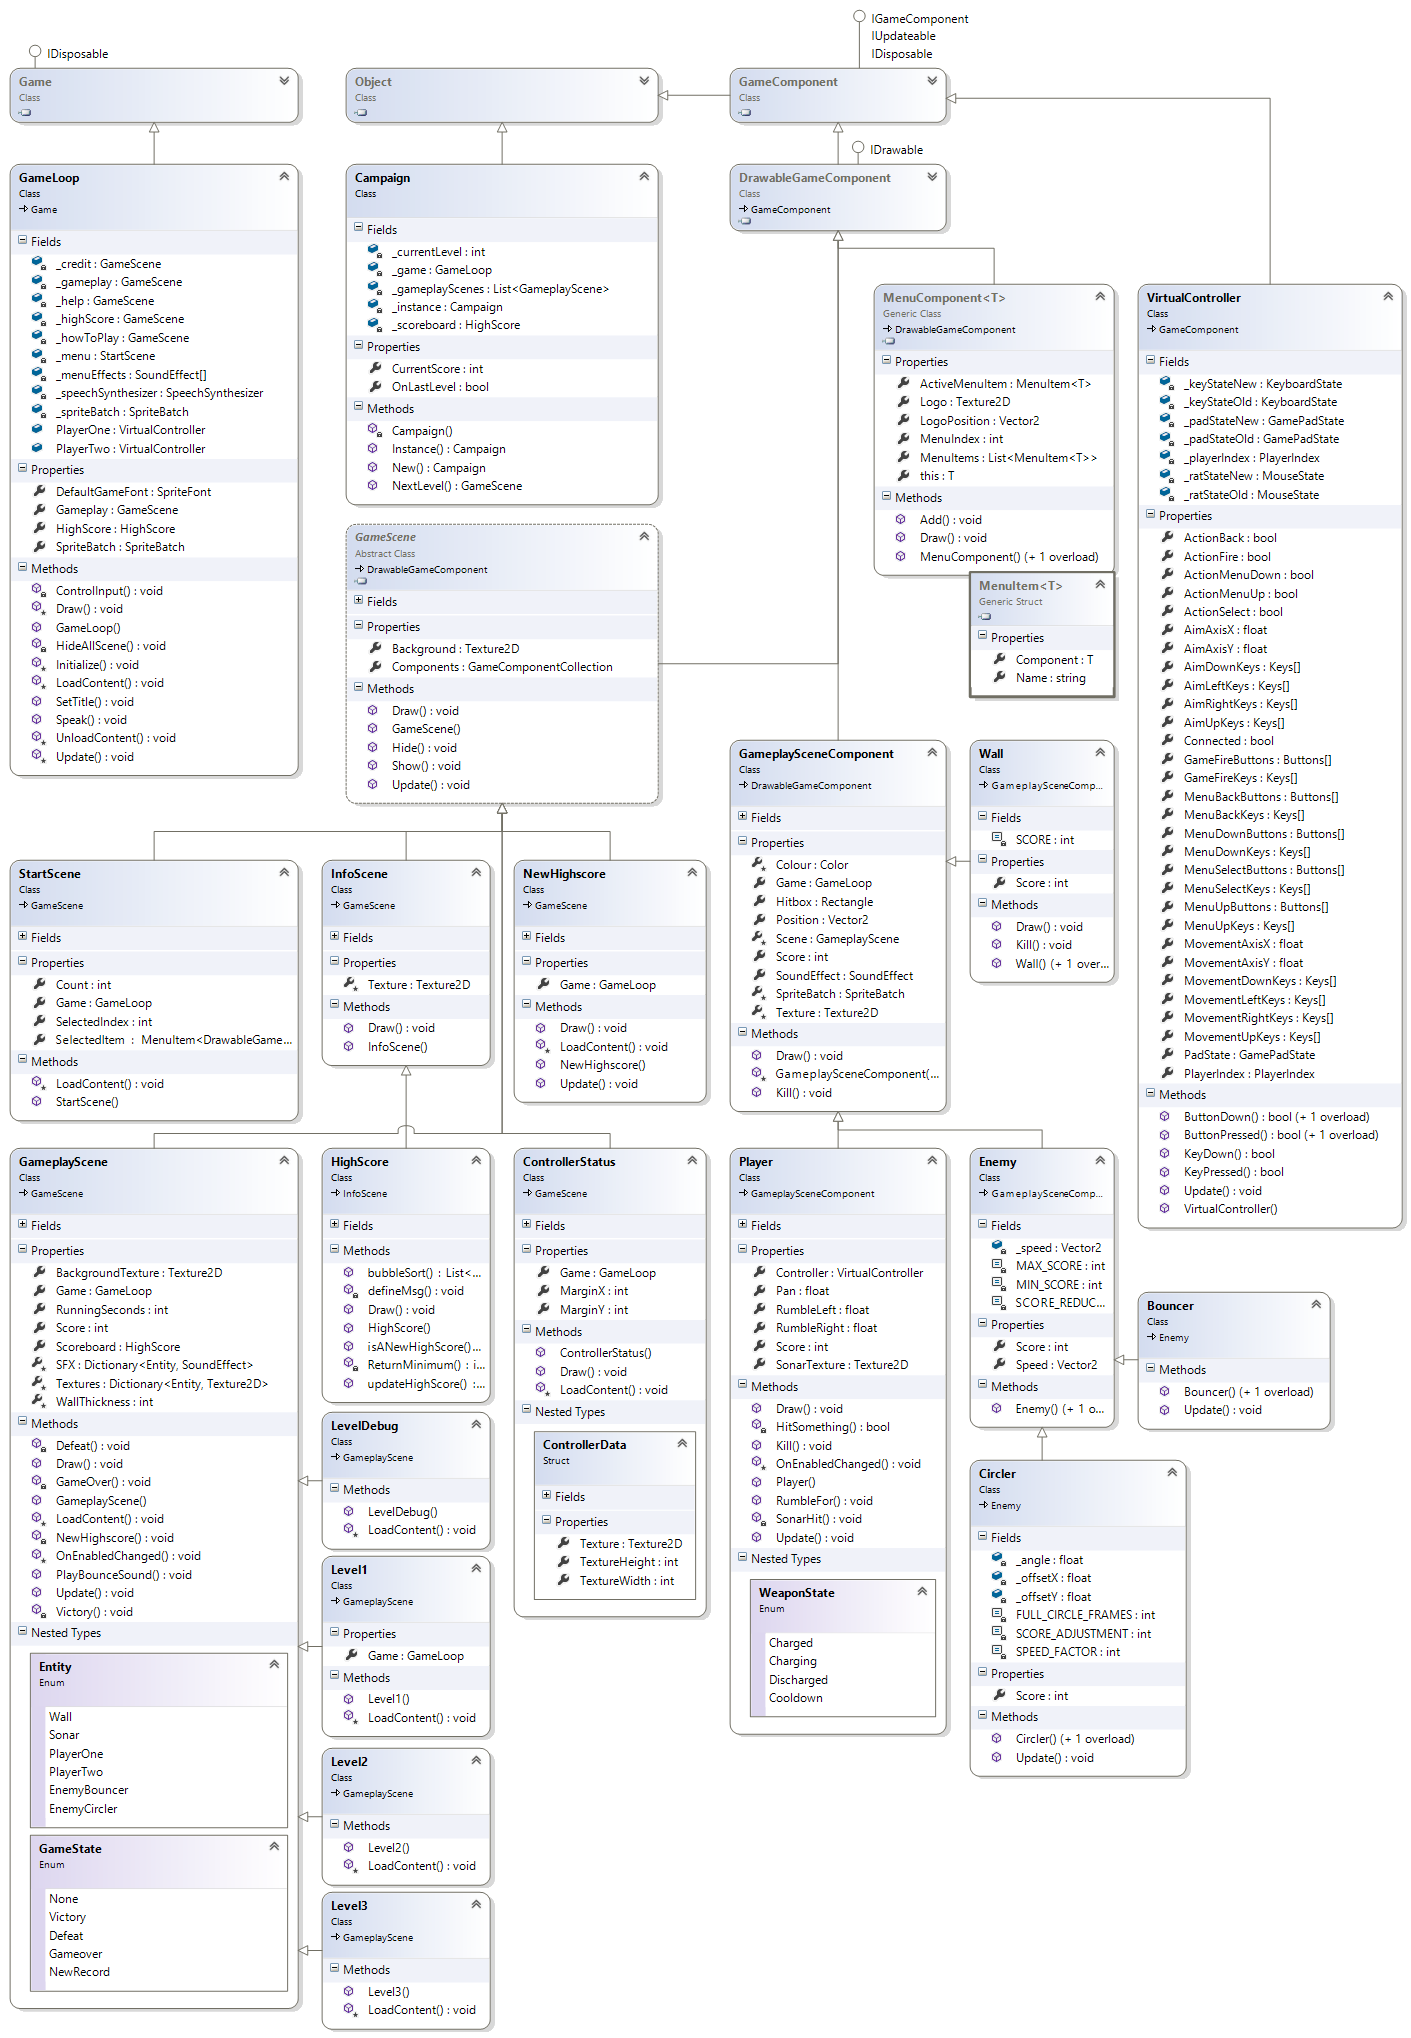 IDisposable
Game
Class
GameLoop
Class
Game
Fields
_credit : GameScene
_gameplay : GameScene
_help : GameScene
_highScore : GameScene
_howToPlay : GameScene
_menu : StartScene
_menuEffects : SoundEffect[]
_speechSynthesizer : SpeechSynthesizer
_spriteBatch : SpriteBatch
PlayerOne : VirtualController
PlayerTwo : VirtualController
Properties
DefaultGameFont : SpriteFont
Gameplay : GameScene
HighScore : HighScore
SpriteBatch : SpriteBatch
Methods
ControlInput() : void
Draw() : void
GameLoop()
HideAllScene() : void
Initialize() : void
LoadContent() : void
SetTitle() : void
Speak() : void
UnloadContent() : void
Update() : void
Object
Class
Campaign
Class
Fields
_currentLevel : int
_game : GameLoop
_gameplayScenes : List<GameplayScene>
_instance : Campaign
_scoreboard : HighScore
Properties
CurrentScore : int
OnLastLevel : bool
Methods
Campaign()
Instance() : Campaign
New() : Campaign
NextLevel() : GameScene
GameScene
Abstract Class
DrawableGameComponent
Fields
Properties
Background : Texture2D
Components : GameComponentCollection
Methods
Draw() : void
GameScene()
Hide() : void
Show() : void
Update() : void
IGameComponent
IUpdateable
IDisposable
GameComponent
Class
IDrawable
DrawableGameComponent
Class
GameComponent
MenuComponent<T>
Generic Class
DrawableGameComponent
Properties
ActiveMenuItem : MenuItem<T>
Logo : Texture2D
LogoPosition : Vector2
MenuIndex : int
MenuItems : List<MenuItem<T>>
this : T
Methods
Add() : void
Draw() : void
MenuComponent() (+ 1 overload)
MenuItem<T>
Generic Struct
Properties
Component : T
Name : string
VirtualController
Class
GameComponent
Fields
_keyStateNew : KeyboardState
_keyStateOld : KeyboardState
_padStateNew : GamePadState
_padStateOld : GamePadState
_playerIndex : PlayerIndex
_ratStateNew : MouseState
_ratStateOld : MouseState
Properties
ActionBack : bool
ActionFire : bool
ActionMenuDown : bool
ActionMenuUp : bool
ActionSelect : bool
AimAxisX : float
AimAxisY : float
AimDownKeys : Keys[]
AimLeftKeys : Keys[]
AimRightKeys : Keys[]
AimUpKeys : Keys[]
Connected : bool
GameFireButtons : Buttons[]
GameFireKeys : Keys[]
MenuBackButtons : Buttons[]
MenuBackKeys : Keys[]
MenuDownButtons : Buttons[]
MenuDownKeys : Keys[]
MenuSelectButtons : Buttons[]
MenuSelectKeys : Keys[]
MenuUpButtons : Buttons[]
MenuUpKeys : Keys[]
MovementAxisX : float
MovementAxisY : float
MovementDownKeys : Keys[]
MovementLeftKeys : Keys[]
MovementRightKeys : Keys[]
MovementUpKeys : Keys[]
PadState : GamePadState
PlayerIndex : PlayerIndex
Methods
ButtonDown() : bool (+ 1 overload)
ButtonPressed() : bool (+ 1 overload)
KeyDown() : bool
KeyPressed() : bool
Update() : void
VirtualController()
GameplaySceneComponent
Class
DrawableGameComponent
Fields
Properties
Colour : Color
Game : GameLoop
Hitbox : Rectangle
Position : Vector2
Scene : GameplayScene
Score : int
SoundEffect : SoundEffect
SpriteBatch : SpriteBatch
Texture : Texture2D
Methods
Draw() : void
GameplaySceneComponent(...
Kill() : void
Wall
Class
GameplaySceneComp...
Fields
SCORE : int
Properties
Score : int
Methods
Draw() : void
Kill() : void
Wall() (+ 1 over...
StartScene
Class
GameScene
Fields
Properties
Count : int
Game : GameLoop
SelectedIndex : int
SelectedItem : MenuItem<DrawableGame...
Methods
LoadContent() : void
StartScene()
InfoScene
Class
GameScene
Fields
Properties
Texture : Texture2D
Methods
Draw() : void
InfoScene()
NewHighscore
Class
GameScene
Fields
Properties
Game : GameLoop
Methods
Draw() : void
LoadContent() : void
NewHighscore()
Update() : void
GameplayScene
Class
GameScene
Fields
Properties
BackgroundTexture : Texture2D
Game : GameLoop
RunningSeconds : int
Score : int
Scoreboard : HighScore
SFX : Dictionary<Entity, SoundEffect>
Textures : Dictionary<Entity, Texture2D>
WallThickness : int
Methods
Defeat() : void
Draw() : void
GameOver() : void
GameplayScene()
LoadContent() : void
NewHighscore() : void
OnEnabledChanged() : void
PlayBounceSound() : void
Update() : void
Victory() : void
Nested Types
Entity
Enum
Wall
Sonar
PlayerOne
PlayerTwo
EnemyBouncer
EnemyCircler
GameState
Enum
None
Victory
Defeat
Gameover
NewRecord
HighScore
Class
InfoScene
Fields
Methods
bubbleSort() : List<...
defineMsg() : void
Draw() : void
HighScore()
isANewHighScore()...
ReturnMinimum() : i...
updateHighScore() :...
LevelDebug
Class
GameplayScene
Methods
LevelDebug()
LoadContent() : void
Level1
Class
GameplayScene
Properties
Game : GameLoop
Methods
Level1()
LoadContent() : void
Level2
Class
GameplayScene
Methods
Level2()
LoadContent() : void
Level3
Class
GameplayScene
Methods
Level3()
LoadContent() : void
ControllerStatus
Class
GameScene
Fields
Properties
Game : GameLoop
MarginX : int
MarginY : int
Methods
ControllerStatus()
Draw() : void
LoadContent() : void
Nested Types
ControllerData
Struct
Fields
Properties
Texture : Texture2D
TextureHeight : int
TextureWidth : int
Player
Class
GameplaySceneComponent
Fields
Properties
Controller : VirtualController
Pan : float
RumbleLeft : float
RumbleRight : float
Score : int
SonarTexture : Texture2D
Methods
Draw() : void
HitSomething() : bool
Kill() : void
OnEnabledChanged() : void
Player()
RumbleFor() : void
SonarHit() : void
Update() : void
Nested Types
WeaponState
Enum
Charged
Charging
Discharged
Cooldown
Enemy
Class
GameplaySceneComp...
Fields
_speed : Vector2
MAX_SCORE : int
MIN_SCORE : int
SCORE_REDUC...
Properties
Score : int
Speed : Vector2
Methods
Enemy() (+ 1 o...
Bouncer
Class
Enemy
Methods
Bouncer() (+ 1 overload)
Update() : void
Circler
Class
Enemy
Fields
_angle : float
_offsetX : float
_offsetY : float
FULL_CIRCLE_FRAMES : int
SCORE_ADJUSTMENT : int
SPEED_FACTOR : int
Properties
Score : int
Methods
Circler() (+ 1 overload)
Update() : void